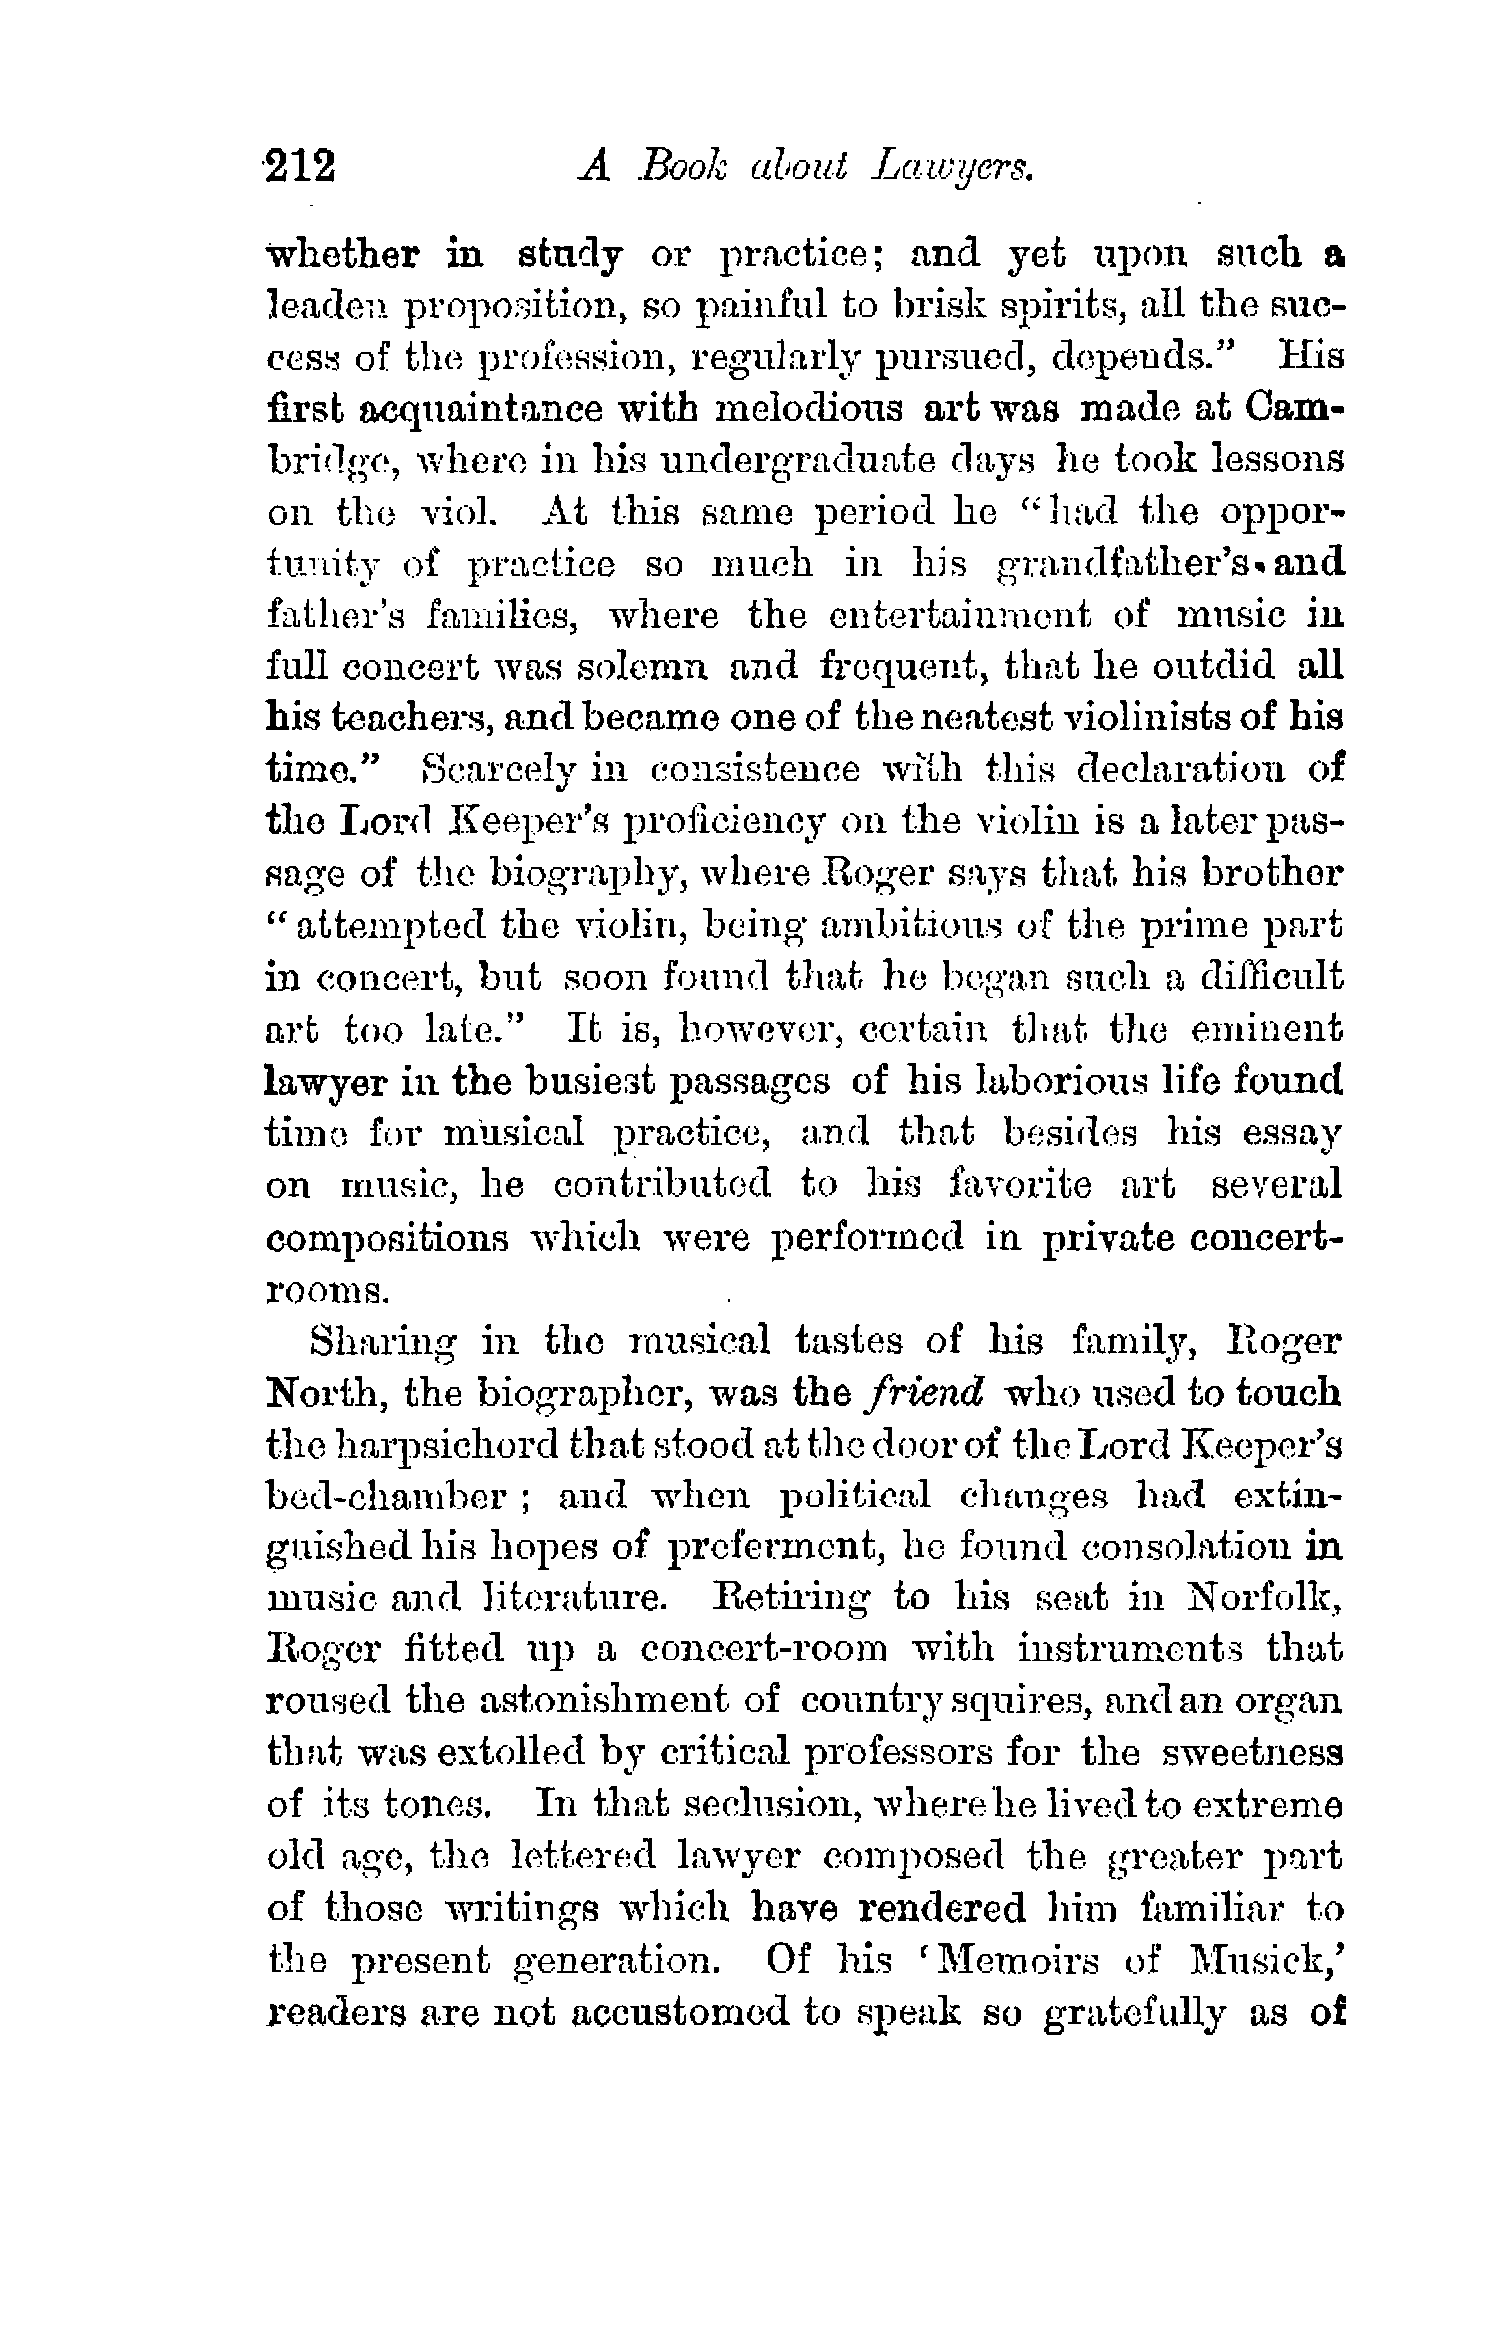 212 A Book about Lawyers.
whether in study or practice; and yet upon such a
leaden proposition, so painful to brisk spirits, all the suc-
cess of the profession, regularly pursued, depends." His
first acquaintance with melodious art was made at Cam-
bridge, where in his undergraduate days he took lessons
on the viol. At this same period he "had the oppor-
tunity of practice so much in his grandfather's and
father's families, where the entertainment of music in
full concert was solemn and frequent, that he outdid all
his teachers, and became one of the neatest violinists of his
time." Scarcely in consistence with this declaration of
the Lord Keeper's proficiency on the violin is a later pas-
sage of the biography, where Roger says that his brother
"attempted the violin, being ambitious of the prime part
in concert, but soon found that he began such a difficult
art too late." It is, however, certain that the eminent
lawyer in the busiest passages of his laborious life found
time for musical practice, and that besides his essay
on music, he contributed to his favorite art several
compositions which were performed in private concert-
rooms.
Sharing in the musical tastes of his family, Roger
North, the biographer, was the friend who used to touch
the harpsichord that stood at the door of the Lord Keeper's
bed-chamber ; and when political changes had extin-
guished his hopes of preferment, he found consolation in
music and literature. Retiring to his seat in Norfolk,
Roger fitted up a concert-room with instruments that
roused the astonishment of country squires, and an organ
that was extolled by critical professors for the sweetness
of its tones. In that seclusion, where he lived to extreme
old age, the lettered lawyer composed the greater part
of those writings which have rendered him familiar to
the present generation. Of his 'Memoirs of Musick,'
readers are not accustomed to speak so gratefully as of